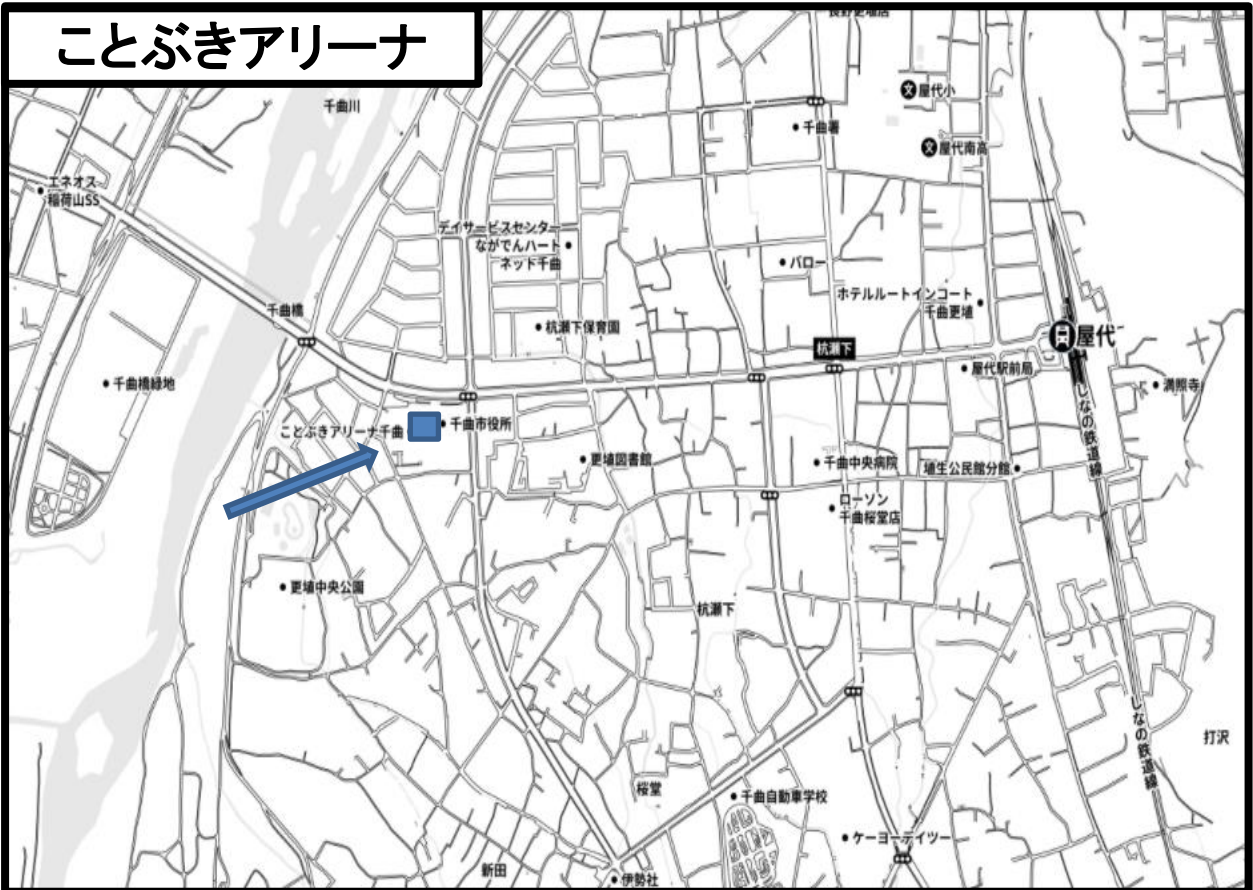 ことぶきアリーナ
長野更埴店
千曲川
文
屋代小
千曲署
文
屋代南高
エネオス
稲荷山SS
デイサービスセンター
ながでんハート
ネッド千曲
バロー
ホテルルートインコート
千曲更埴
千曲橋
杭瀬下保育園
屋代
杭瀬下
屋代駅前局
千曲橋緑地
満照寺
ことぶきアリーナ千曲
千曲市役所
しなの鉄道線
更埴図書館
千曲中央病院
埴生公民館分館
ローソン
千曲桜堂店
更埴中央公園
杭瀬下
しなの鉄道線
打沢
桜堂
千曲自動車学校
ケーヨーデイツー
新田
伊勢社